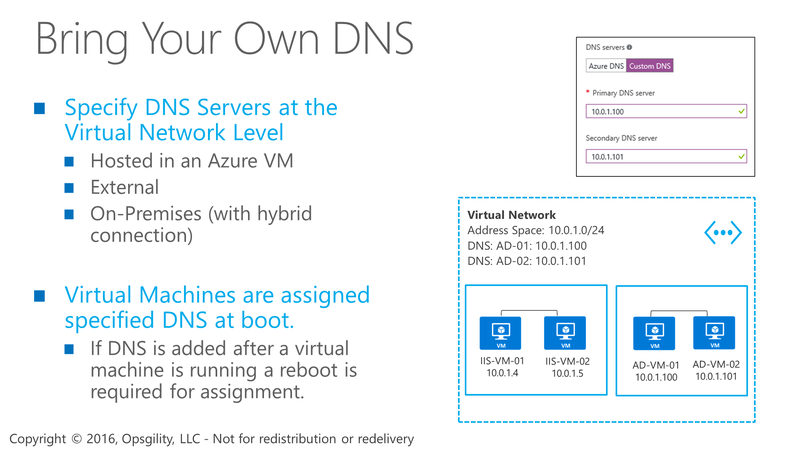 Bring Your Own DNS
Specify DNS Servers at the
Virtual Network Level
Hosted in an Azure VM
External
On-Premises (with hybrid
connection)
Virtual Machines are assigned
specified DNS at boot.
If DNS is added after a virtual
machine is running a reboot is
required for assignment.
DNS servers
Azure DNS Custom DNS
* Primary DNS server
10.0.1.100
Secondary DNS server
10.0.1.101
Virtual Network
Address Space: 10.0.1.0/24
DNS: AD-01: 10.0.1.100
DNS: AD-02: 10.0.1.101
VM VM VM VM
IIS-VM-01 IIS-VM-02 AD-VM-01 AD-VM-02
10.0.1.4 10.0.1.5 10.0.1.100 10.0.1.101
Copyright © 2016, Opsgility, LLC - Not for redistribution or redelivery